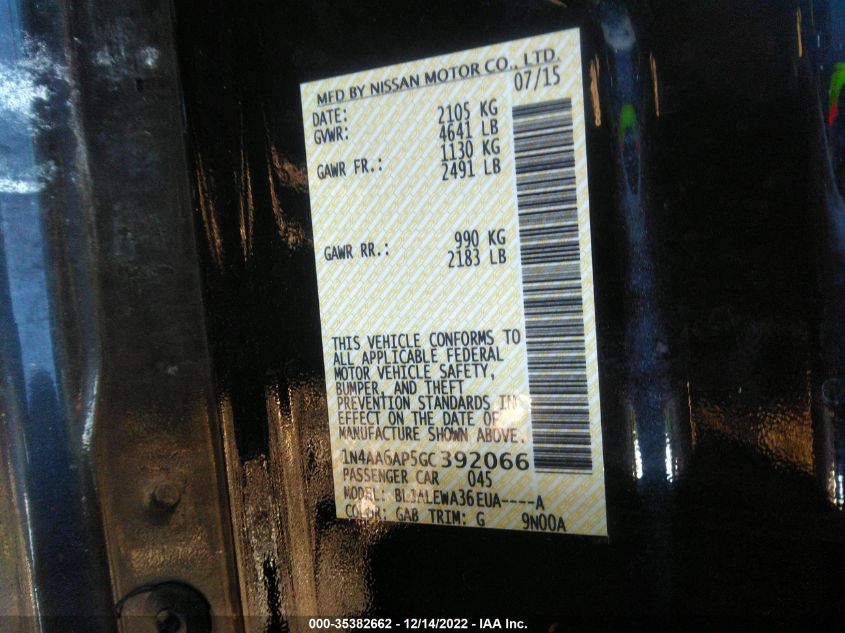 MFD BY NISSAN MOTOR CO., LTD.
DATE: 07/15
GVWR: 2105 KG
4641 LB
GAWR FR.: 1130 KG
2491 LB
GAWR RR.: 990 KG
2183 LB
THIS VEHICLE CONFORMS TO
ALL APPLICABLE FEDERAL
MOTOR VEHICLE SAFETY,
BUMPER, AND THEFT
PREVENTION STANDARDS IN
EFFECT ON THE DATE OF
MANUFACTURE SHOWN ABOVE.
1N4AA6AP5GC392066
PASSENGER CAR 045
MODEL: BLJALEWA36EUA----A
COLOR: GAB TRIM: G 9N00A
000-35382662 - 12/14/2022 - IAA Inc.